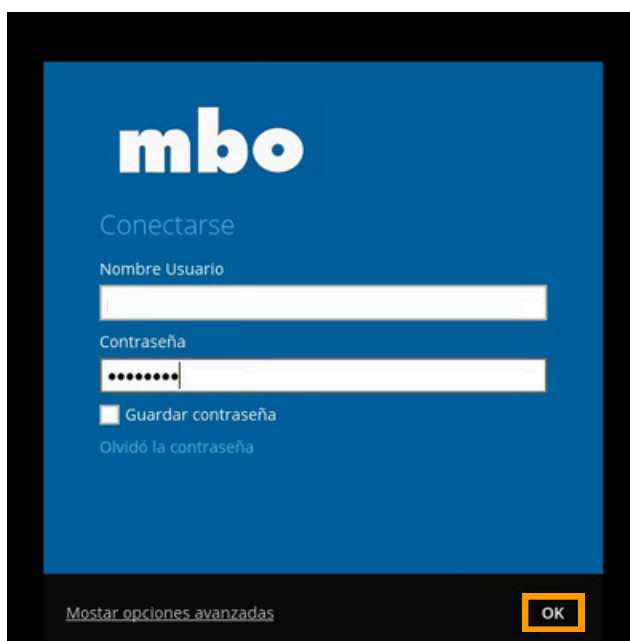 mbo
Conectarse
Nombre Usuario
Contraseña
••••••••
Guardar contraseña
Olvidó la contraseña
Mostar opciones avanzadas
OK